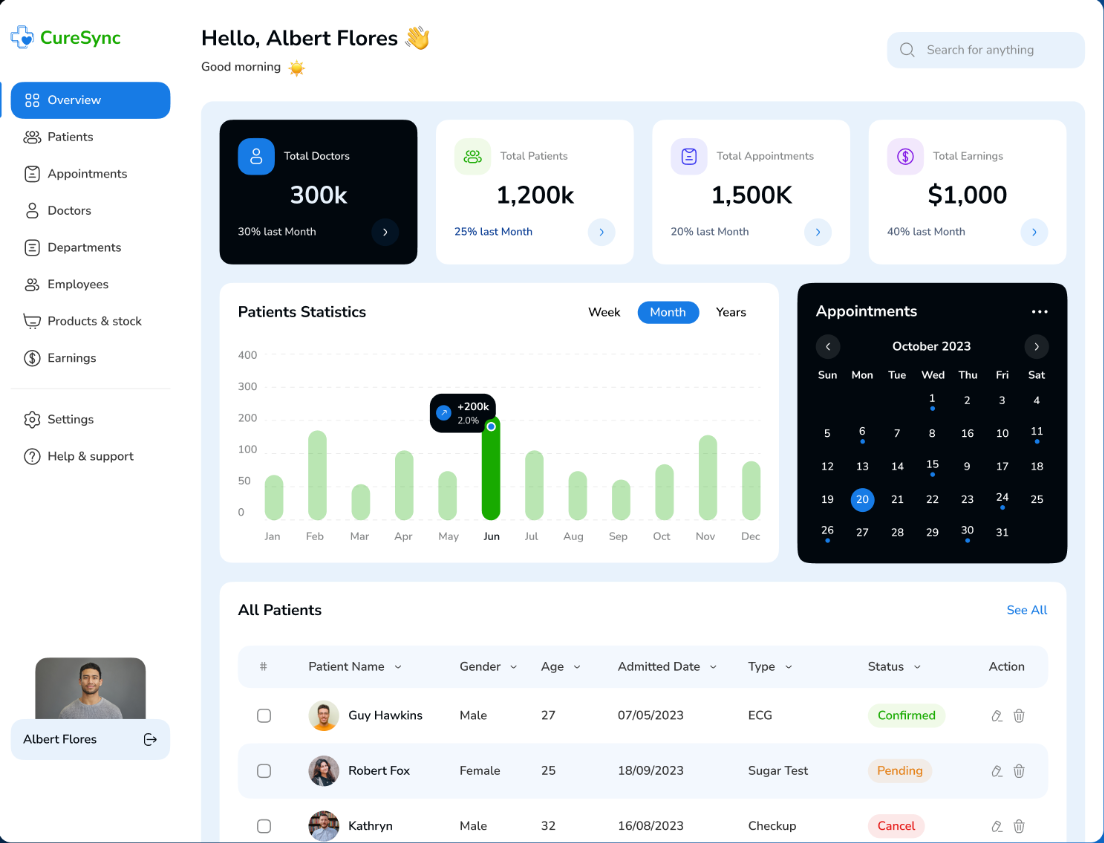 CureSync
Overview
Patients
Appointments
Doctors
Departments
Employees
Products & stock
Earnings
Settings
Help & support
Albert Flores
Hello, Albert Flores 👋
Good morning ☀️
Search for anything
Total Doctors
300k
30% last Month
Total Patients
1,200k
25% last Month
Total Appointments
1,500K
20% last Month
Total Earnings
$1,000
40% last Month
Patients Statistics
Week Month Years
400
300
200
100
50
0
+200k
2.0%
Jan Feb Mar Apr May Jun Jul Aug Sep Oct Nov Dec
Appointments
October 2023
Sun Mon Tue Wed Thu Fri Sat
1 2 3 4
5 6 7 8 16 10 11
12 13 14 15 9 17 18
19 20 21 22 23 24 25
26 27 28 29 30 31
All Patients
See All
# Patient Name Gender Age Admitted Date Type Status Action
Guy Hawkins Male 27 07/05/2023 ECG Confirmed
Robert Fox Female 25 18/09/2023 Sugar Test Pending
Kathryn Male 32 16/08/2023 Checkup Cancel